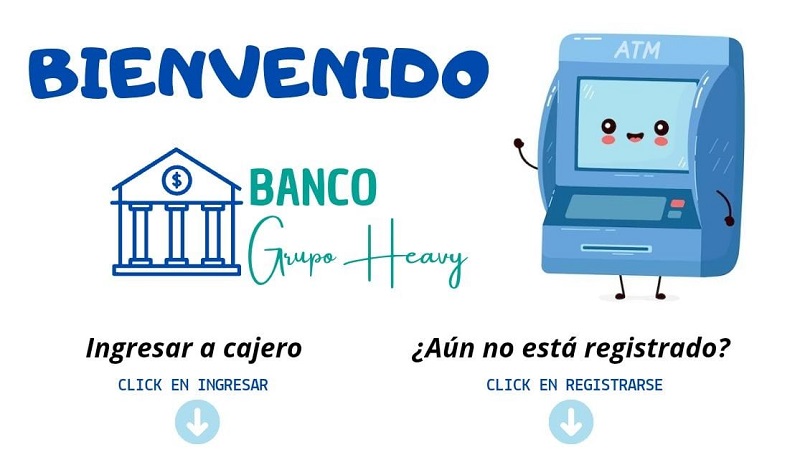 BIENVENIDO
ATM
$
BANCO
Grupo Heavy
Ingresar a cajero
¿Aún no está registrado?
CLICK EN INGRESAR
CLICK EN REGISTRARSE